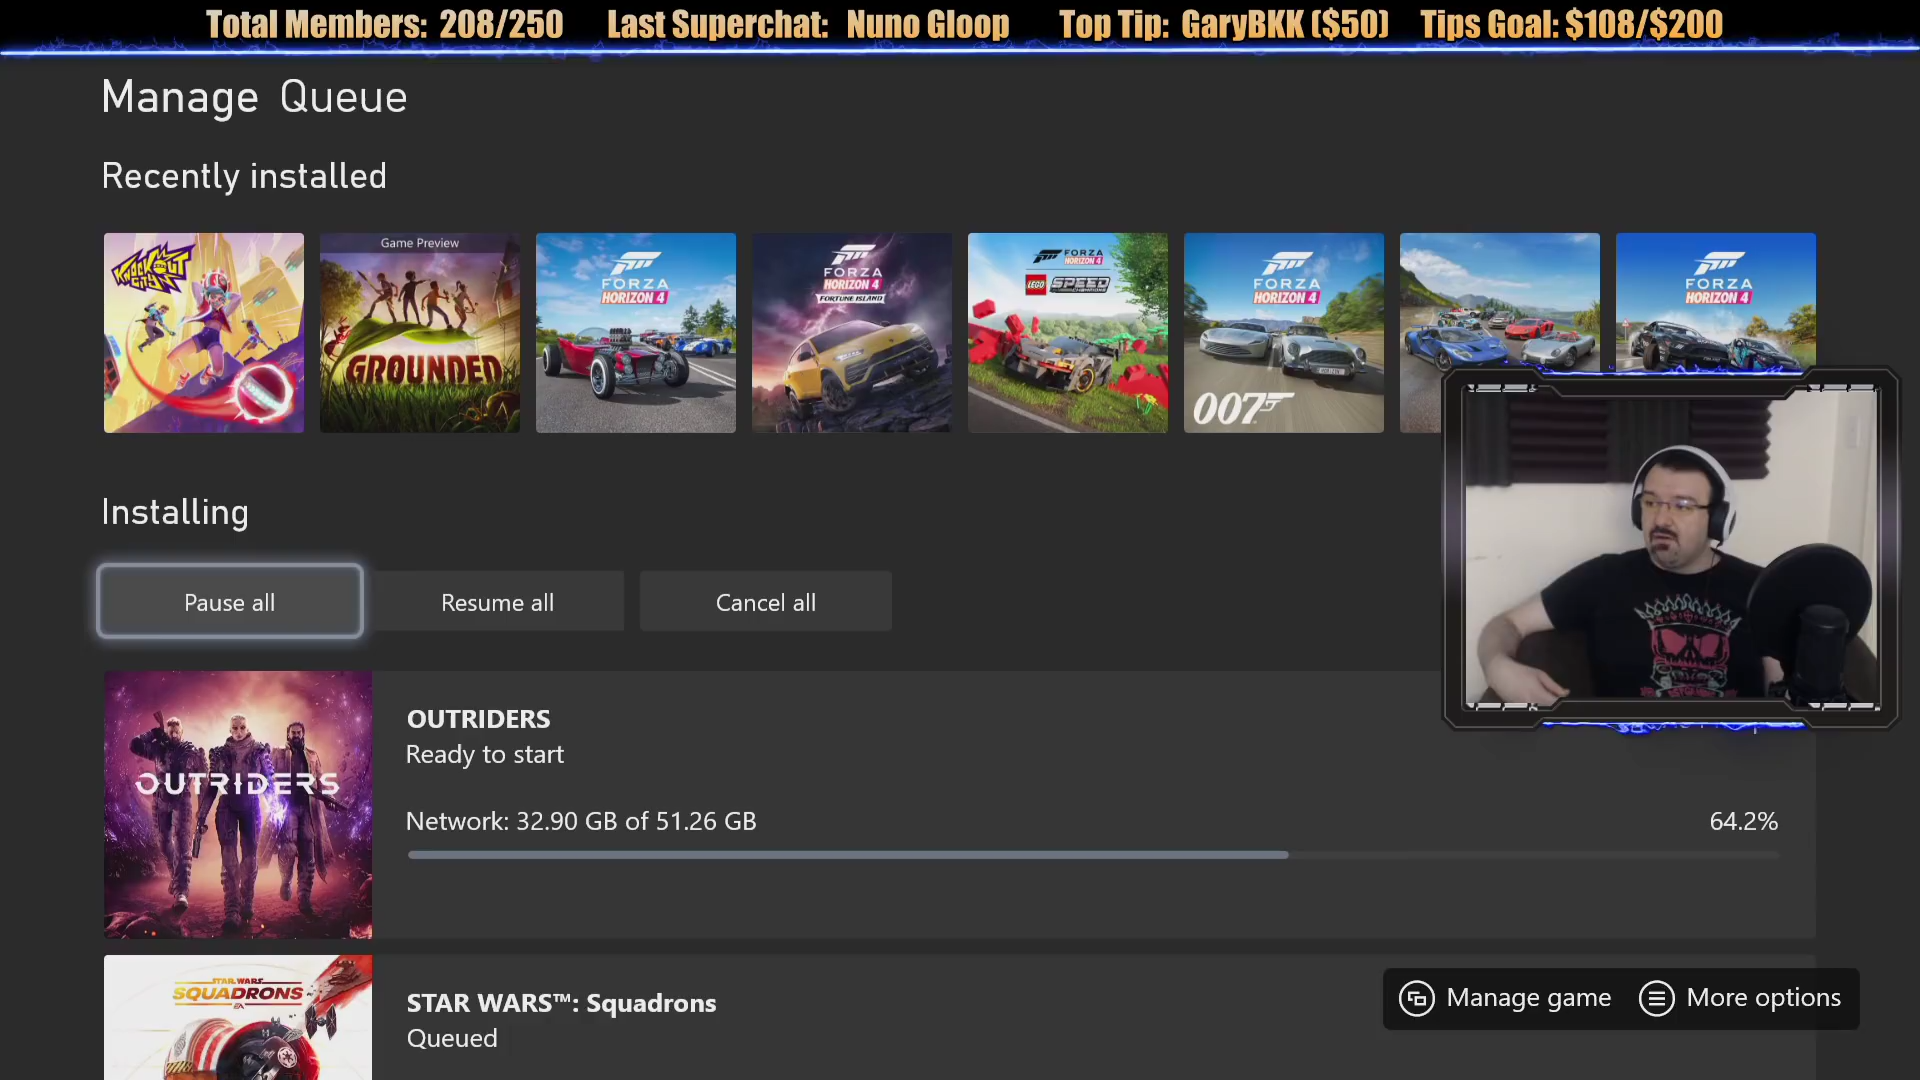 Total Members: 208/250 Last Superchat: Nuno Gloop Top Tip: GaryBKK ($50) Tips Goal: $108/$200
Manage Queue
Recently installed
KNOCKOUT CITY
Game Preview
GROUNDED
FORZA
HORIZON 4
FORZA
HORIZON 4
FORTUNE ISLAND
FORZA
HORIZON 4
LEGO SPEED
CHAMPIONS
FORZA
HORIZON 4
007
FORZA
HORIZON 4
Installing
Pause all
Resume all
Cancel all
OUTRIDERS
OUTRIDERS
Ready to start
Network: 32.90 GB of 51.26 GB
64.2%
STAR WARS
SQUADRONS
EA
STAR WARS™: Squadrons
Queued
Manage game
More options